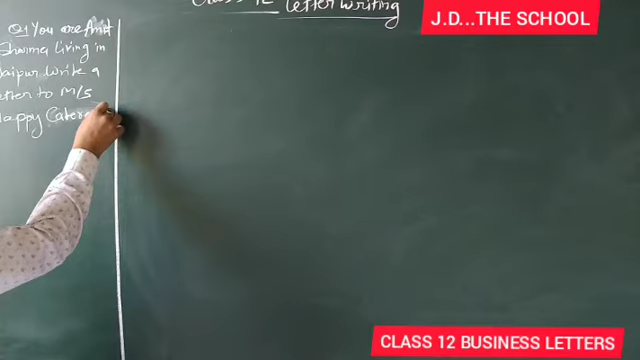 Class 12 Letter Writing
J.D...THE SCHOOL
Q1 You are Amit
Sharma living in
Jaipur Write a
letter to M/S
Happy Cater
CLASS 12 BUSINESS LETTERS